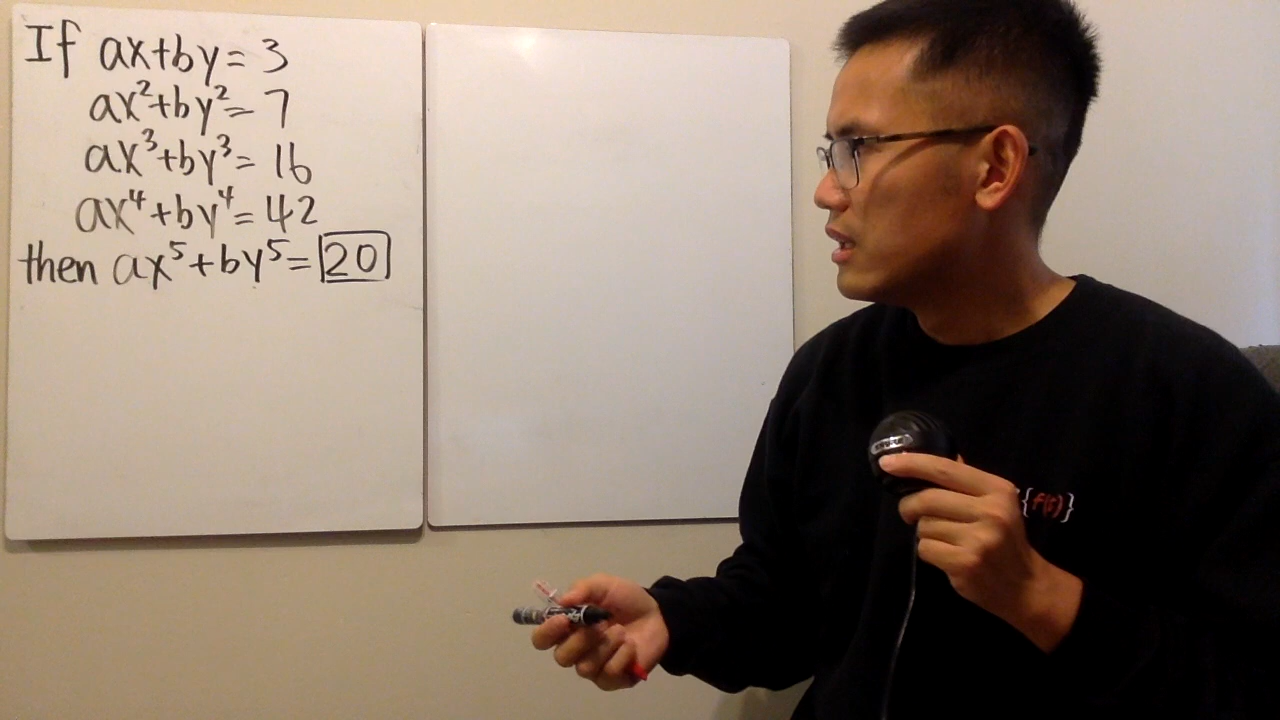 If ax+by=3
ax²+by²=7
ax³+by³=16
ax⁴+by⁴=42
then ax⁵+by⁵=20
{f(t)}